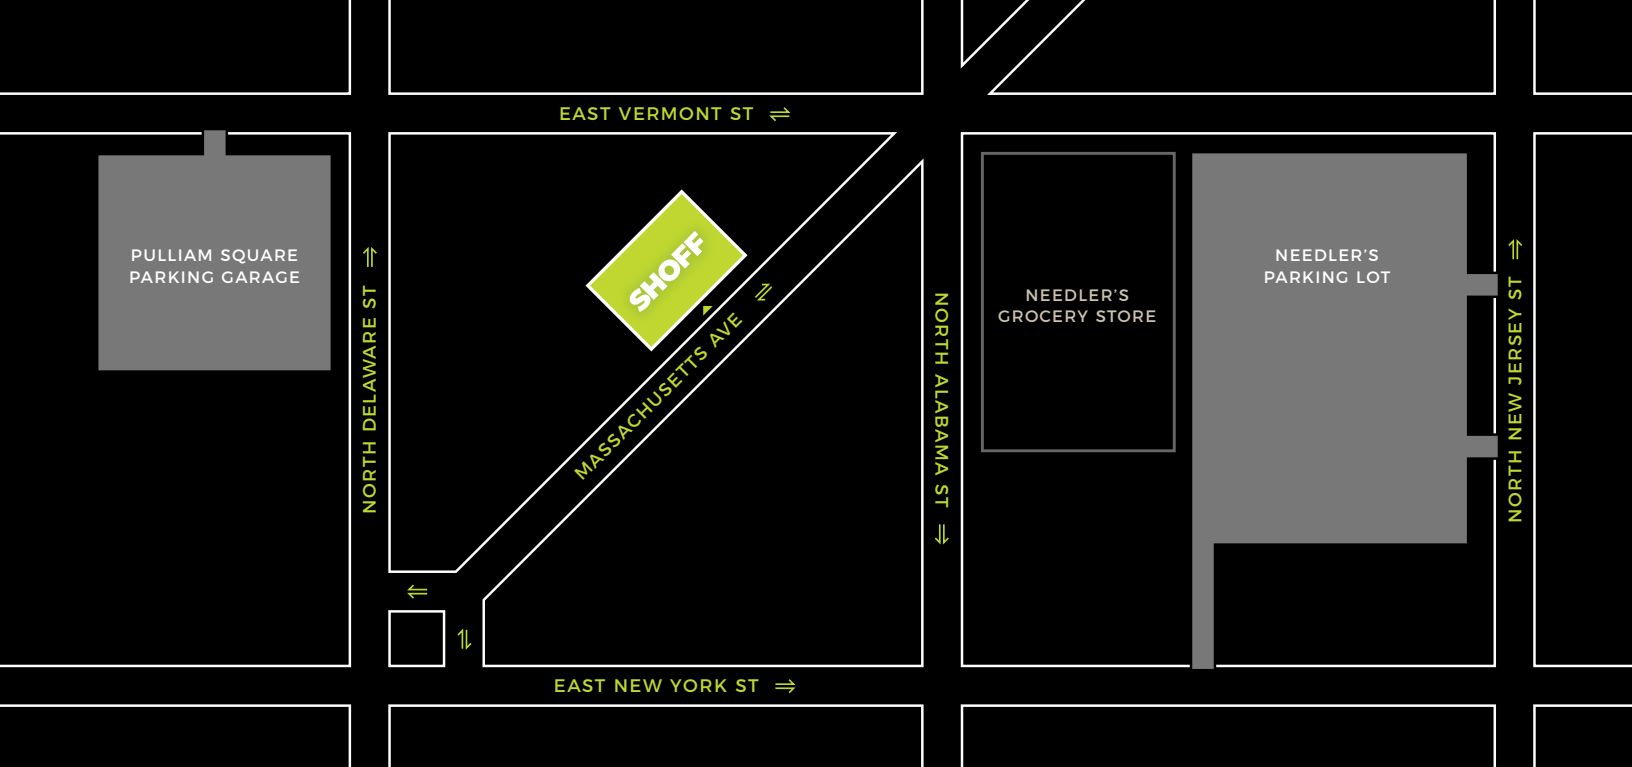 EAST VERMONT ST
PULLIAM SQUARE
PARKING GARAGE
NORTH DELAWARE ST
SHOFF
MASSACHUSETTS AVE
NORTH ALABAMA ST
NEEDLER'S
GROCERY STORE
NEEDLER'S
PARKING LOT
NORTH NEW JERSEY ST
EAST NEW YORK ST